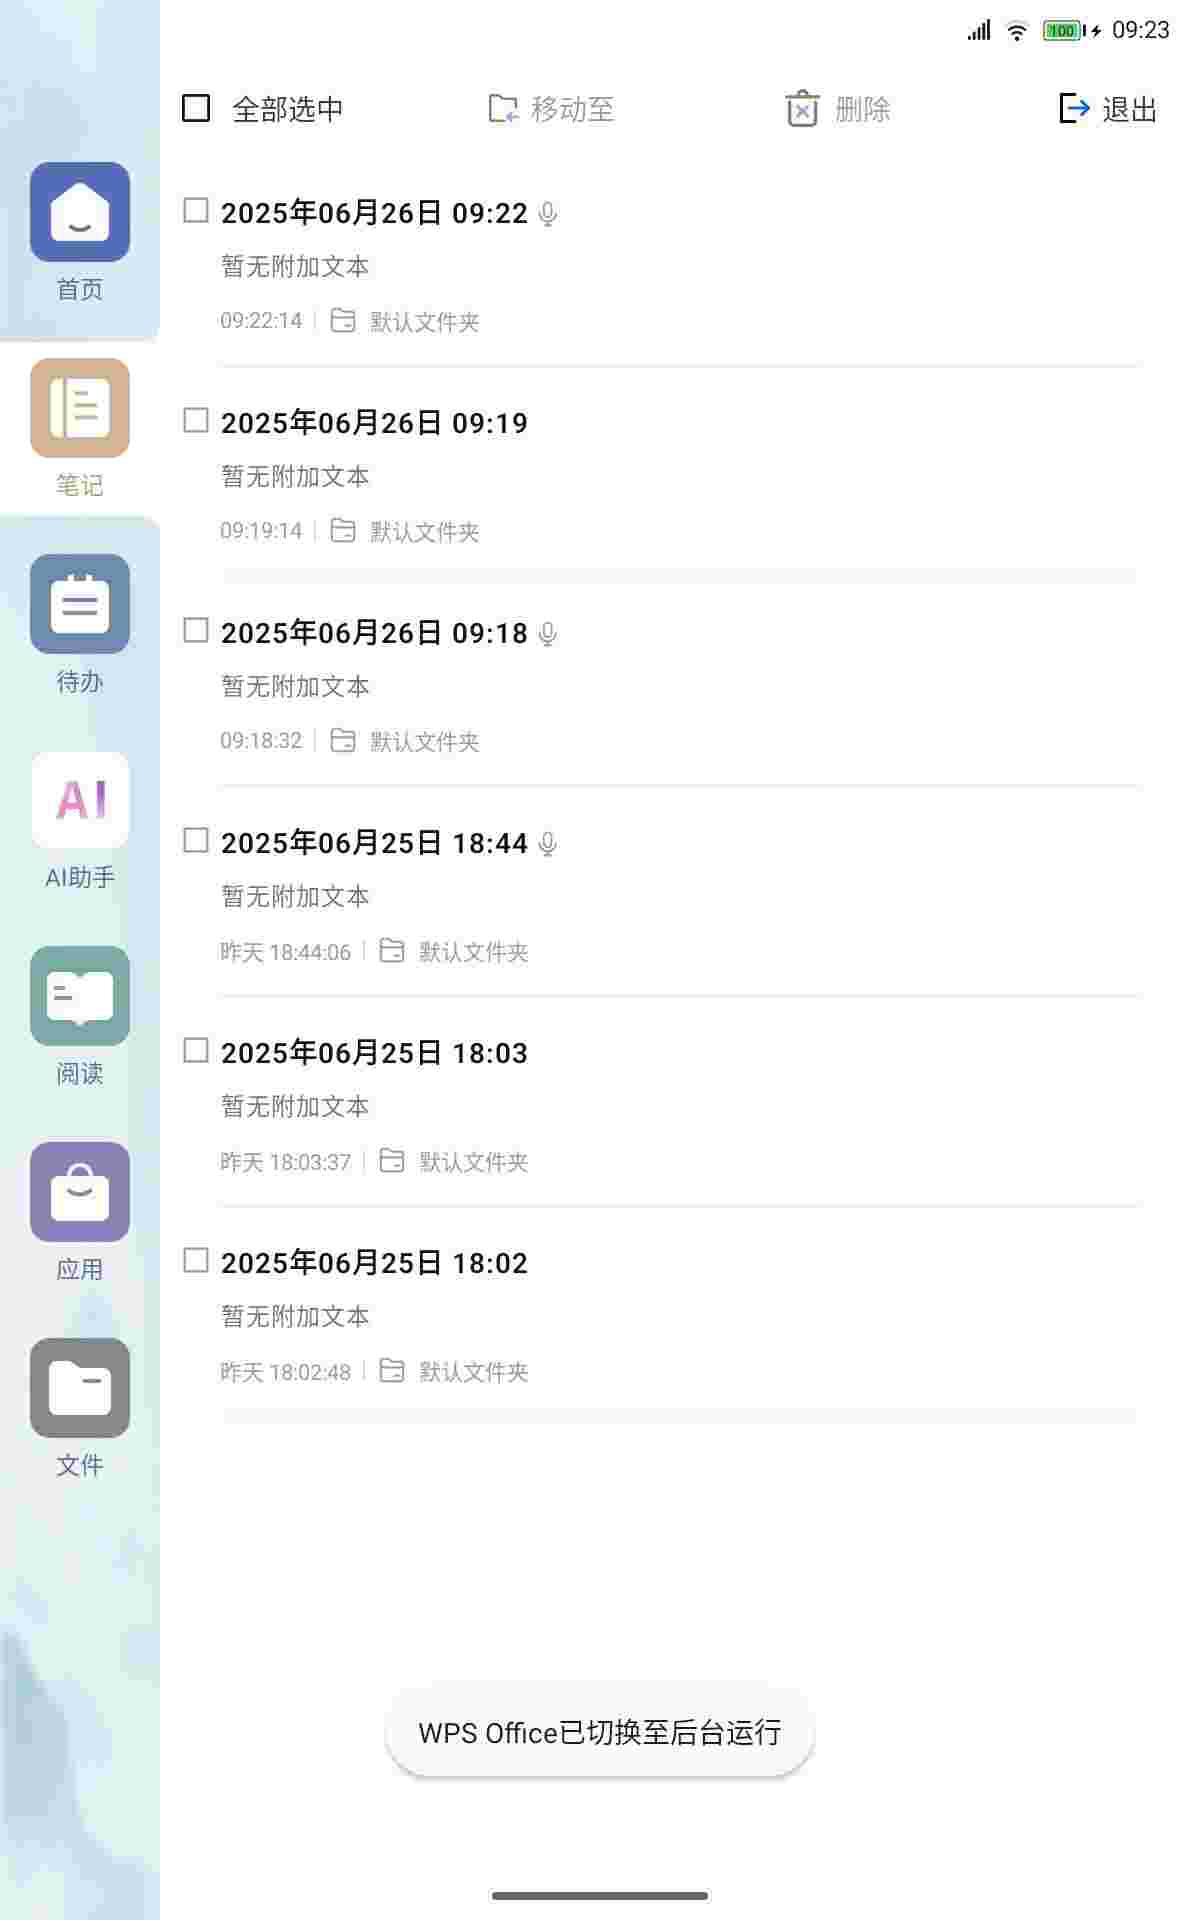 100 09:23
全部选中 移动至 删除 退出
首页
笔记
待办
AI
AI助手
阅读
应用
文件
2025年06月26日 09:22
暂无附加文本
09:22:14 默认文件夹
2025年06月26日 09:19
暂无附加文本
09:19:14 默认文件夹
2025年06月26日 09:18
暂无附加文本
09:18:32 默认文件夹
2025年06月25日 18:44
暂无附加文本
昨天 18:44:06 默认文件夹
2025年06月25日 18:03
暂无附加文本
昨天 18:03:37 默认文件夹
2025年06月25日 18:02
暂无附加文本
昨天 18:02:48 默认文件夹
WPS Office已切换至后台运行